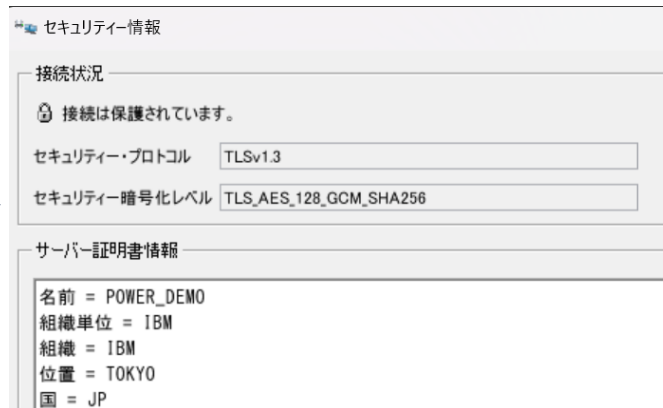 セキュリティー情報
接続状況
接続は保護されています。
セキュリティー・プロトコル TLSv1.3
セキュリティー暗号化レベル TLS_AES_128_GCM_SHA256
サーバー証明書情報
名前 = POWER_DEMO
組織単位 = IBM
組織 = IBM
位置 = TOKYO
国 = JP